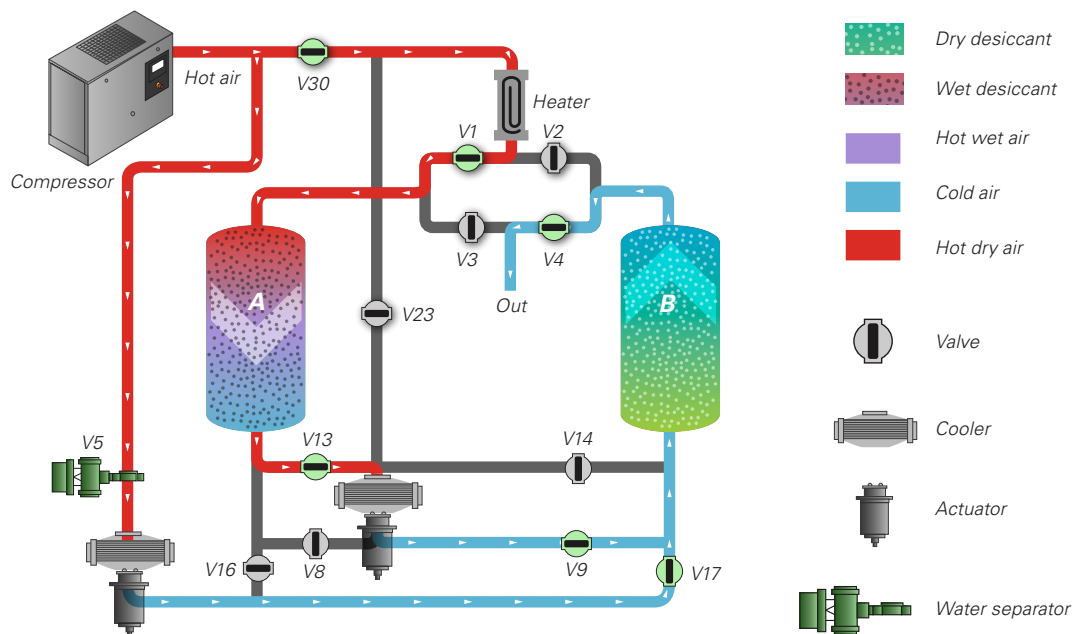 Hot air
V30
Compressor
Heater
V1
V2
V3
V4
Out
A
B
V23
V5
V13
V14
V16
V8
V9
V17
Dry desiccant
Wet desiccant
Hot wet air
Cold air
Hot dry air
Valve
Cooler
Actuator
Water separator